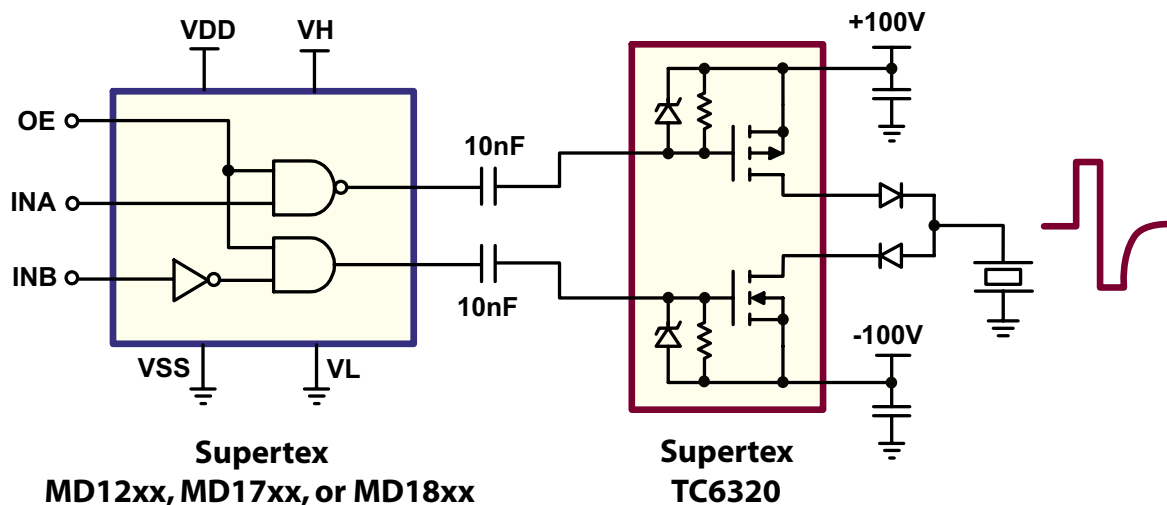 VDD
VH
+100V
OE
10nF
INA
INB
10nF
-100V
VSS
VL
Supertex
MD12xx, MD17xx, or MD18xx
Supertex
TC6320